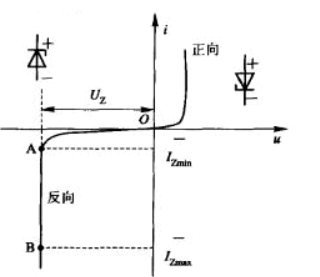 i
+
正向
+
-
U_Z
-
O
u
A
-
I_Zmin
反向
B
-
I_Zmax